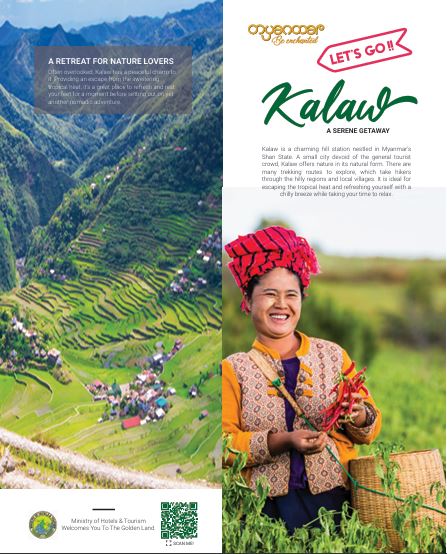 A RETREAT FOR NATURE LOVERS
Often overlooked, Kalaw has a peaceful charm to
it. Providing an escape from the sweltering
tropical heat, it's a great place to refresh and rest
your feet for a moment before setting out on yet
another nomadic adventure.
Ministry of Hotels & Tourism
Welcomes You To The Golden Land.
SCAN ME!
myanmar
Be enchanted
LET'S GO !!
Kalaw
A SERENE GETAWAY
Kalaw is a charming hill station nestled in Myanmar's
Shan State. A small city devoid of the general tourist
crowd, Kalaw offers nature in its natural form. There are
many trekking routes to explore, which take hikers
through the hilly regions and local villages. It is ideal for
escaping the tropical heat and refreshing yourself with a
chilly breeze while taking your time to relax.